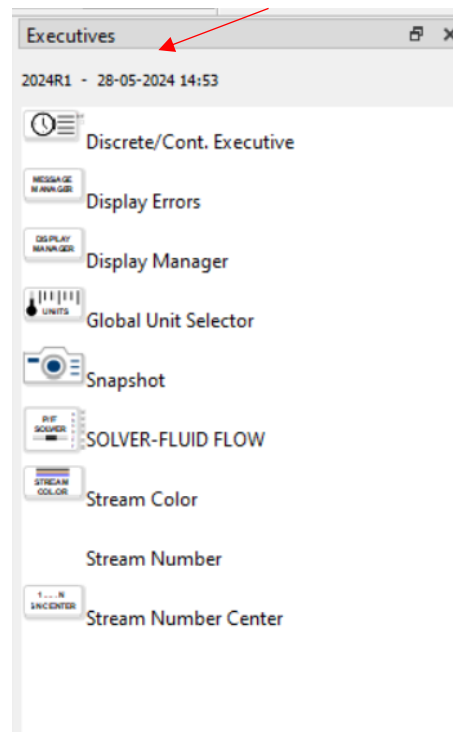 Executives
2024R1 - 28-05-2024 14:53
Discrete/Cont. Executive
MESSAGE
MANAGER
Display Errors
DISPLAY
MANAGER
Display Manager
UNITS
Global Unit Selector
Snapshot
SOLVER
SOLVER-FLUID FLOW
STREAM
COLOR
Stream Color
Stream Number
1....N
Stream Number Center